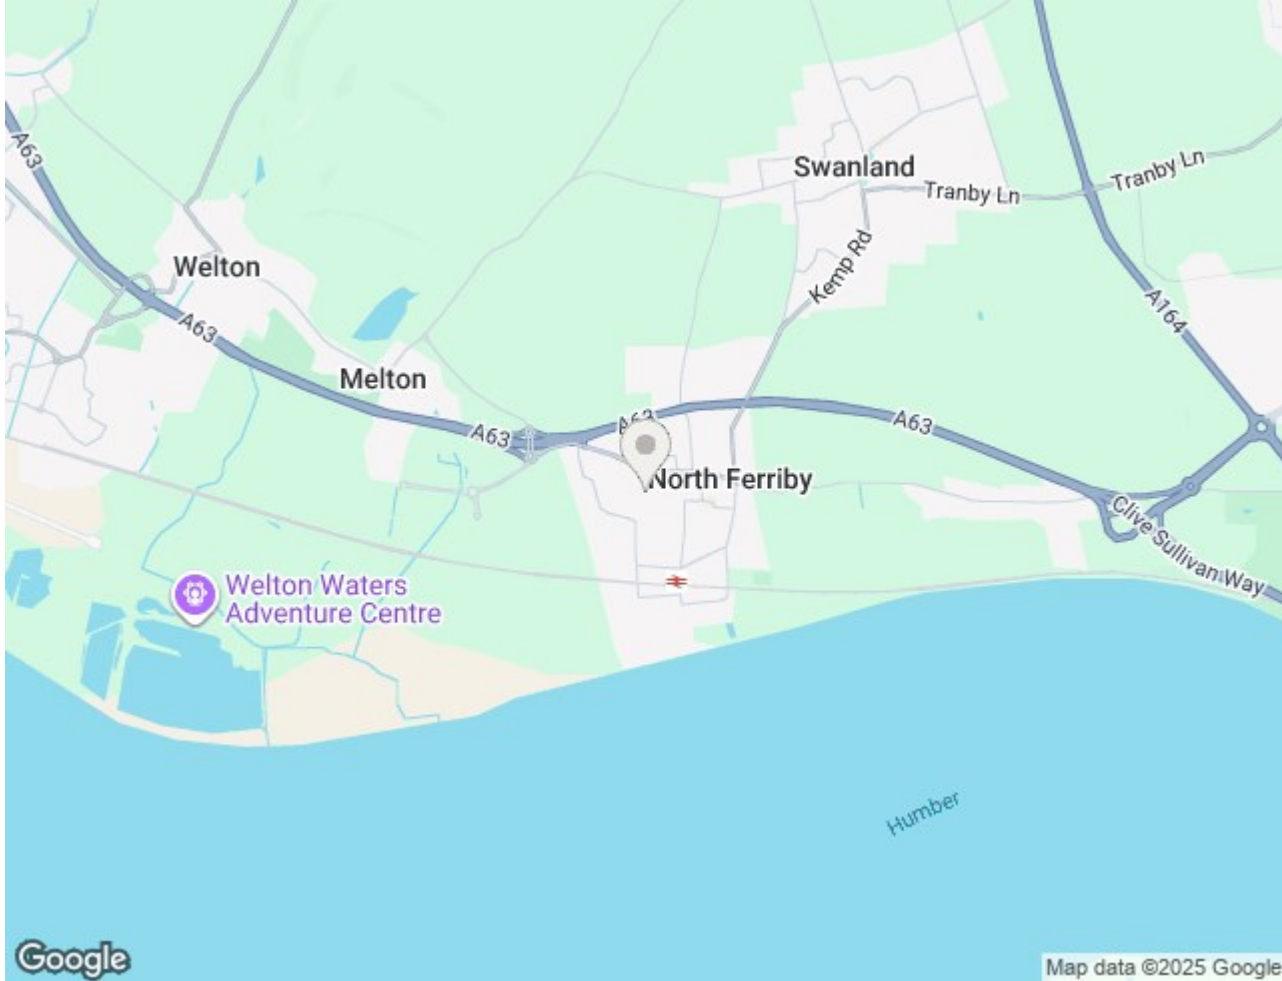 A63
Swanland
Tranby Ln
Tranby Ln
Welton
Kemp Rd
A164
A63
Melton
A63
A63
A63
North Ferriby
Clive Sullivan Way
Welton Waters
Adventure Centre
Humber
Google
Map data ©2025 Google